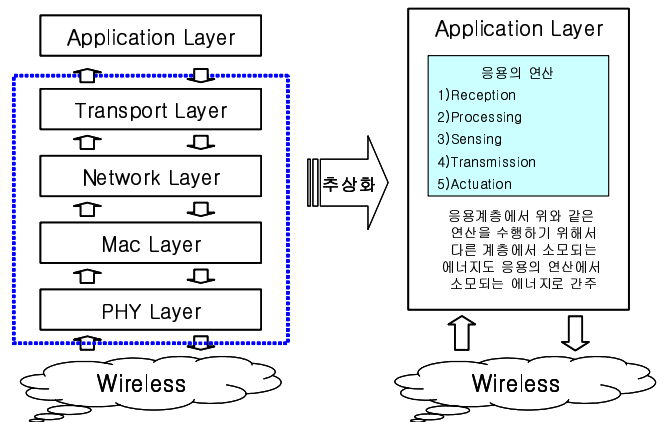 Application Layer
Transport Layer
Network Layer
Mac Layer
PHY Layer
Wireless
추상화
Application Layer
응용의 연산
1)Reception
2)Processing
3)Sensing
4)Transmission
5)Actuation
응용계층에서 위와 같은
연산을 수행하기 위해서
다른 계층에서 소모되는
에너지도 응용의 연산에서
소모되는 에너지로 간주
Wireless